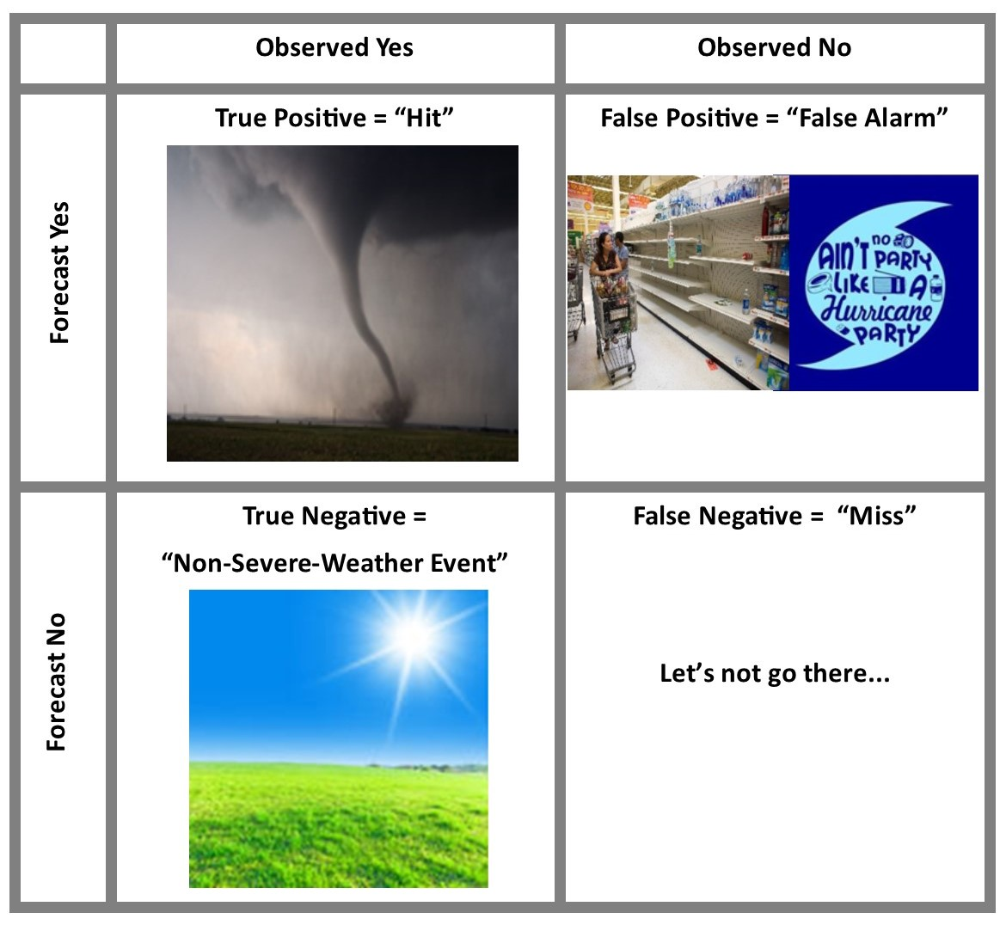 Observed Yes
Observed No
Forecast Yes
True Positive = “Hit”
False Positive = “False Alarm”
AIN'T NO PARTY
LIKE A
Hurricane
PARTY
Forecast No
True Negative =
“Non-Severe-Weather Event”
False Negative =  “Miss”
Let’s not go there...